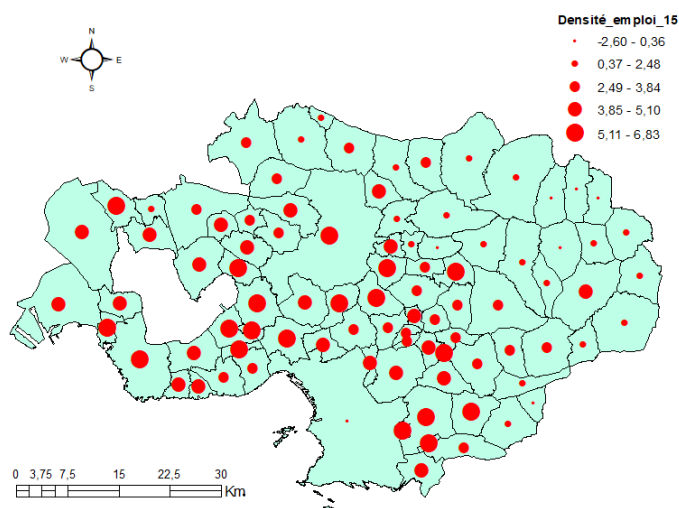 Densité_emploi_15
-2,60 - 0,36
0,37 - 2,48
2,49 - 3,84
3,85 - 5,10
5,11 - 6,83
N
W E
S
0 3,75 7,5 15 22,5 30
Km